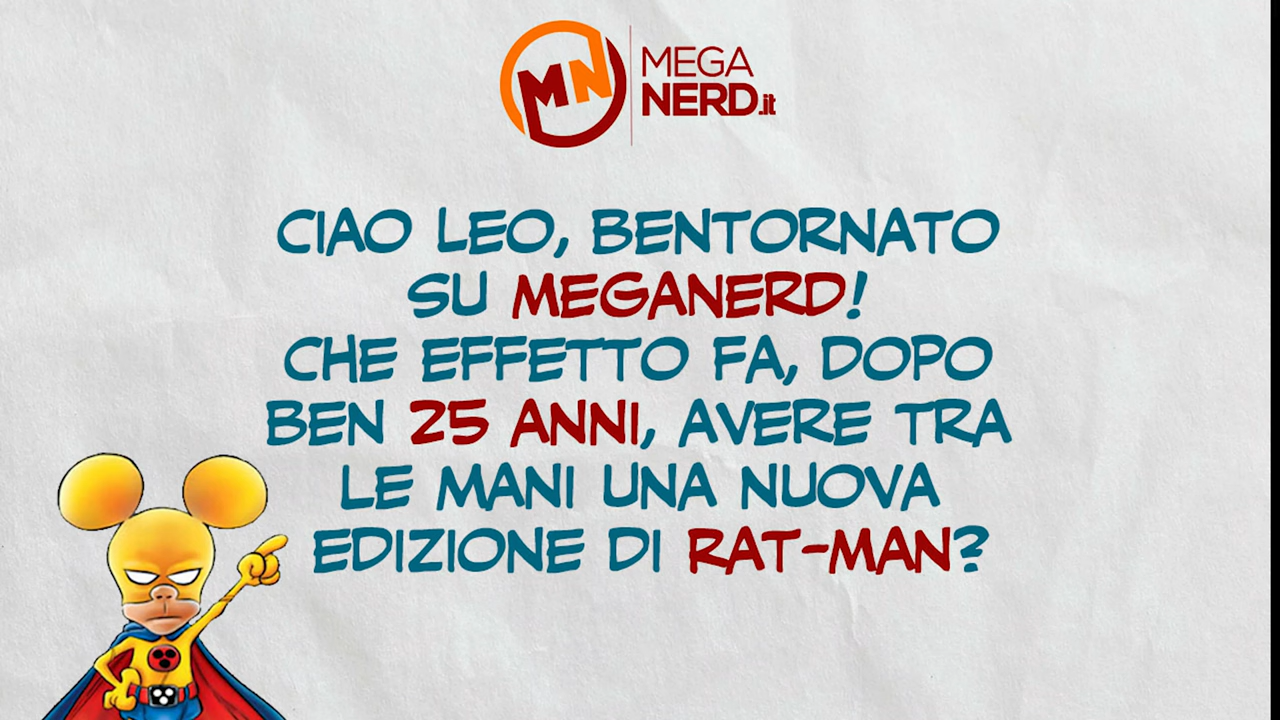 MN
MEGA
NERD.it
CIAO LEO, BENTORNATO
SU MEGANERD!
CHE EFFETTO FA, DOPO
BEN 25 ANNI, AVERE TRA
LE MANI UNA NUOVA
EDIZIONE DI RAT-MAN?